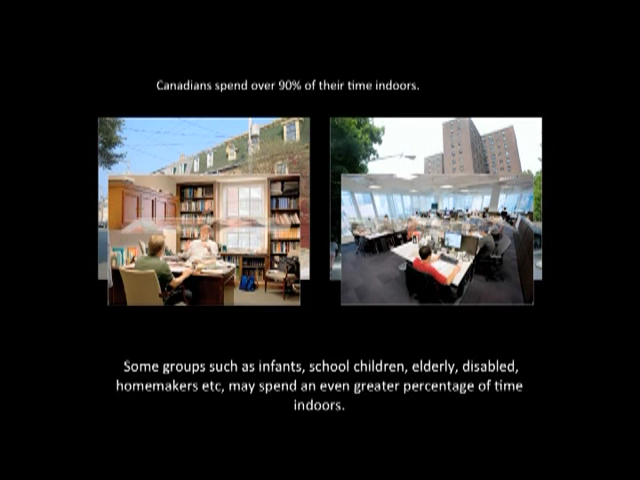 Canadians spend over 90% of their time indoors.
Some groups such as infants, school children, elderly, disabled,
homemakers etc, may spend an even greater percentage of time
indoors.